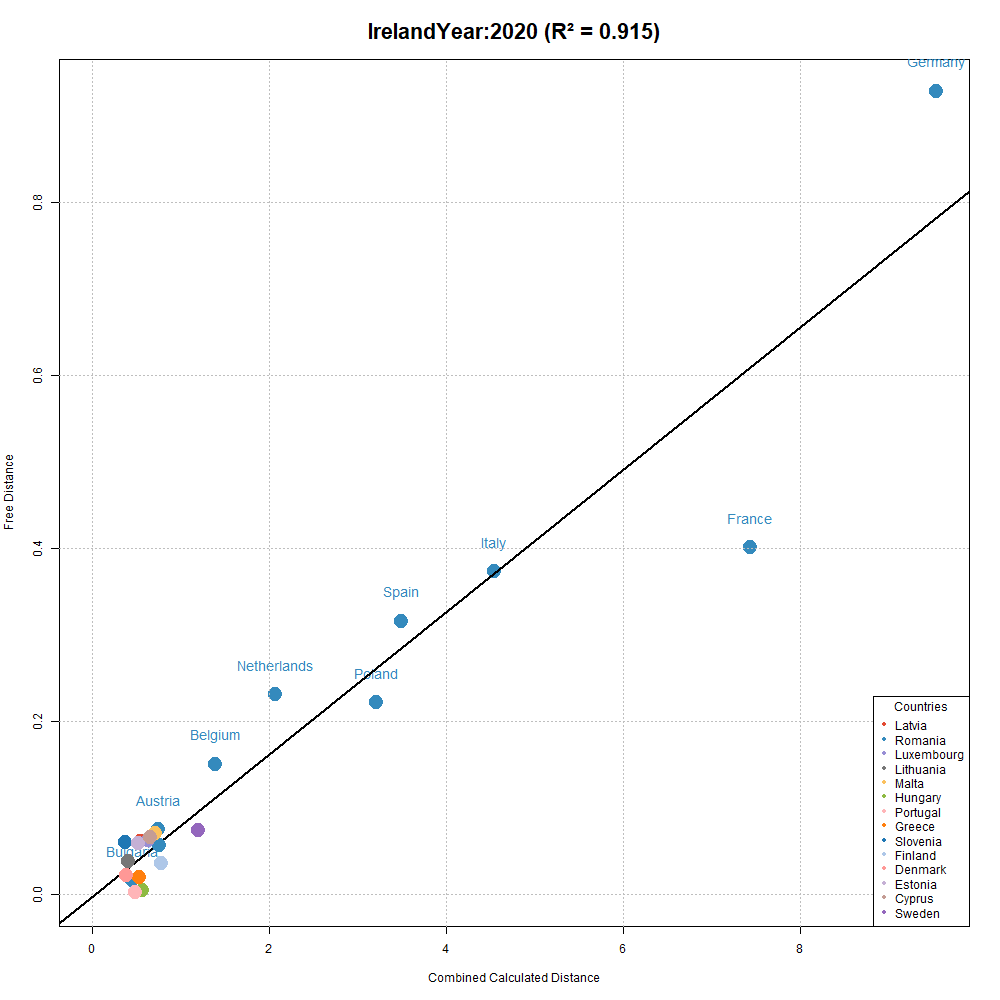 IrelandYear:2020 (R² = 0.915)
Germany
France
Italy
Spain
Poland
Netherlands
Belgium
Austria
Bulgaria
Free Distance
0.8
0.6
0.4
0.2
0.0
0
2
4
6
8
Combined Calculated Distance
Countries
Latvia
Romania
Luxembourg
Lithuania
Malta
Hungary
Portugal
Greece
Slovenia
Finland
Denmark
Estonia
Cyprus
Sweden